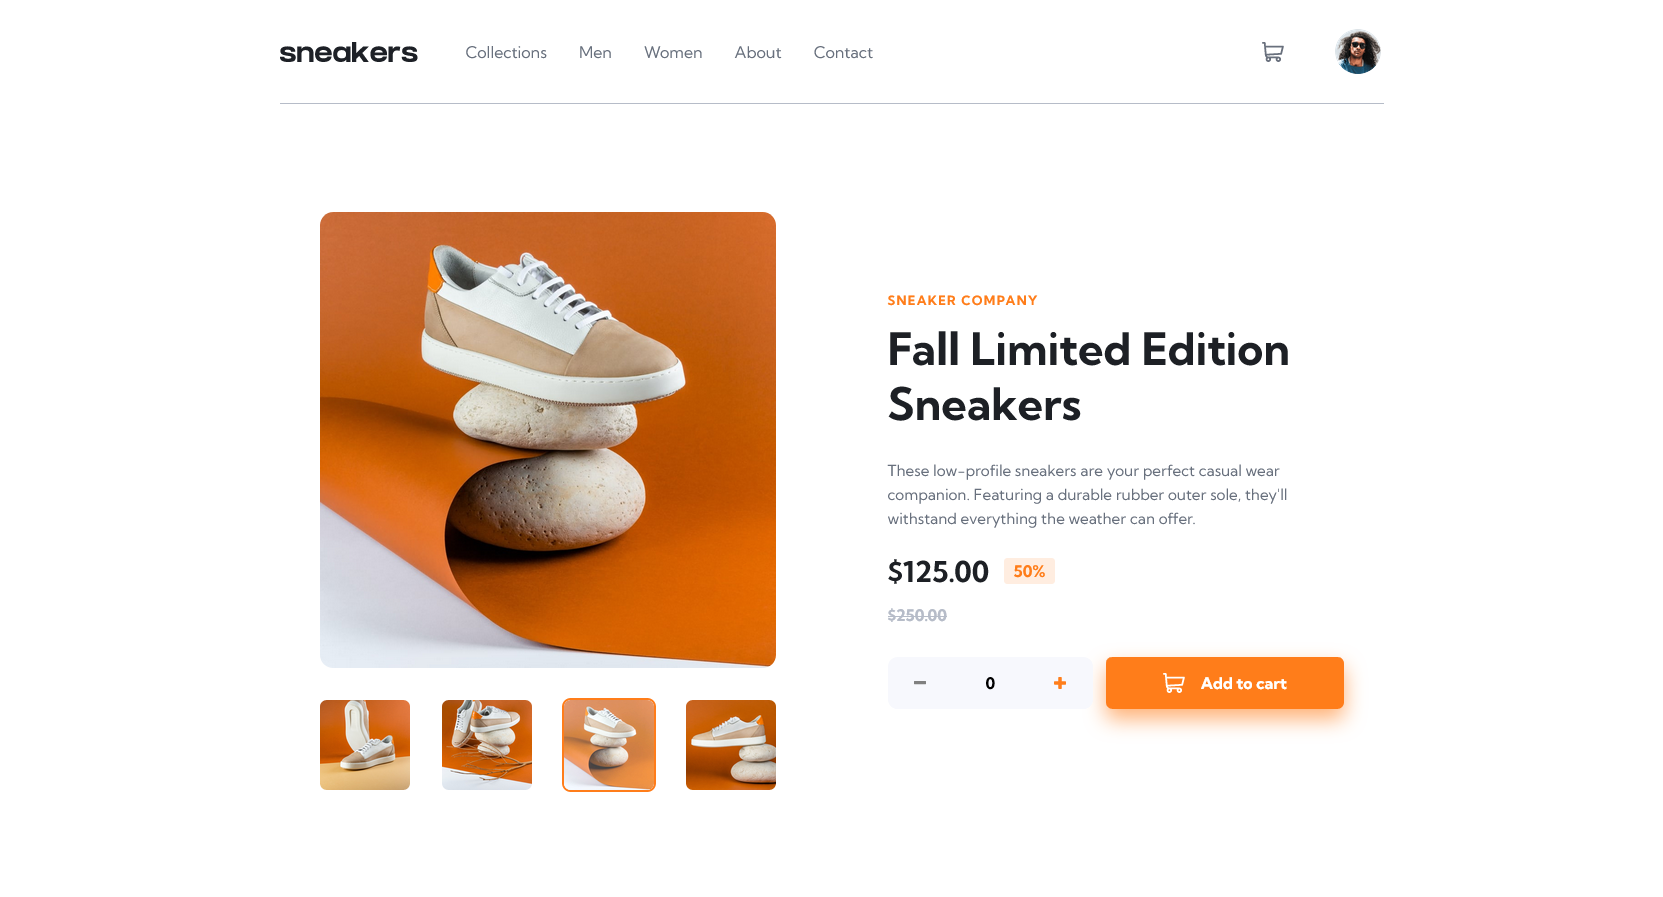 sneakers
Collections
Men
Women
About
Contact
SNEAKER COMPANY
Fall Limited Edition
Sneakers
These low-profile sneakers are your perfect casual wear
companion. Featuring a durable rubber outer sole, they'll
withstand everything the weather can offer.
$125.00 50%
$250.00
0
Add to cart